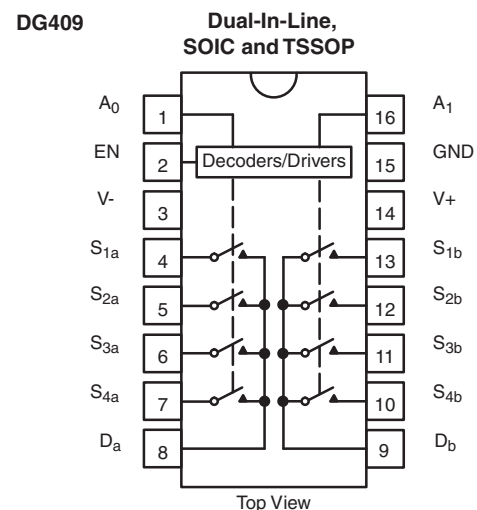 DG409
Dual-In-Line,
SOIC and TSSOP
A0 1 16 A1
EN 2 Decoders/Drivers 15 GND
V- 3 14 V+
S1a 4 13 S1b
S2a 5 12 S2b
S3a 6 11 S3b
S4a 7 10 S4b
Da 8 9 Db
Top View